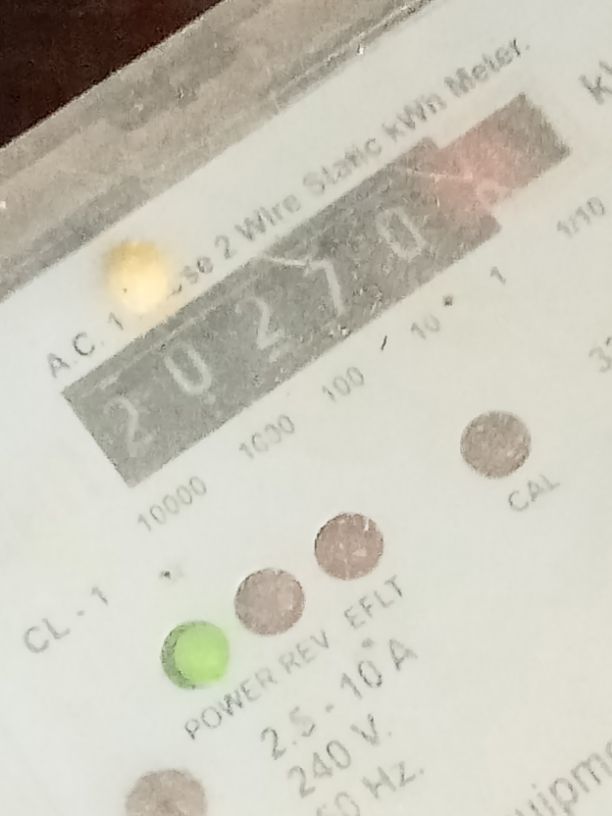 A.C. 1 se 2 Wire Static kWh Meter.
2 0 2 7 0
10000 1000 100 10 1 1/10
CAL
CL - 1
POWER REV EFLT
2.5 - 10 A
240 V.
50 Hz.